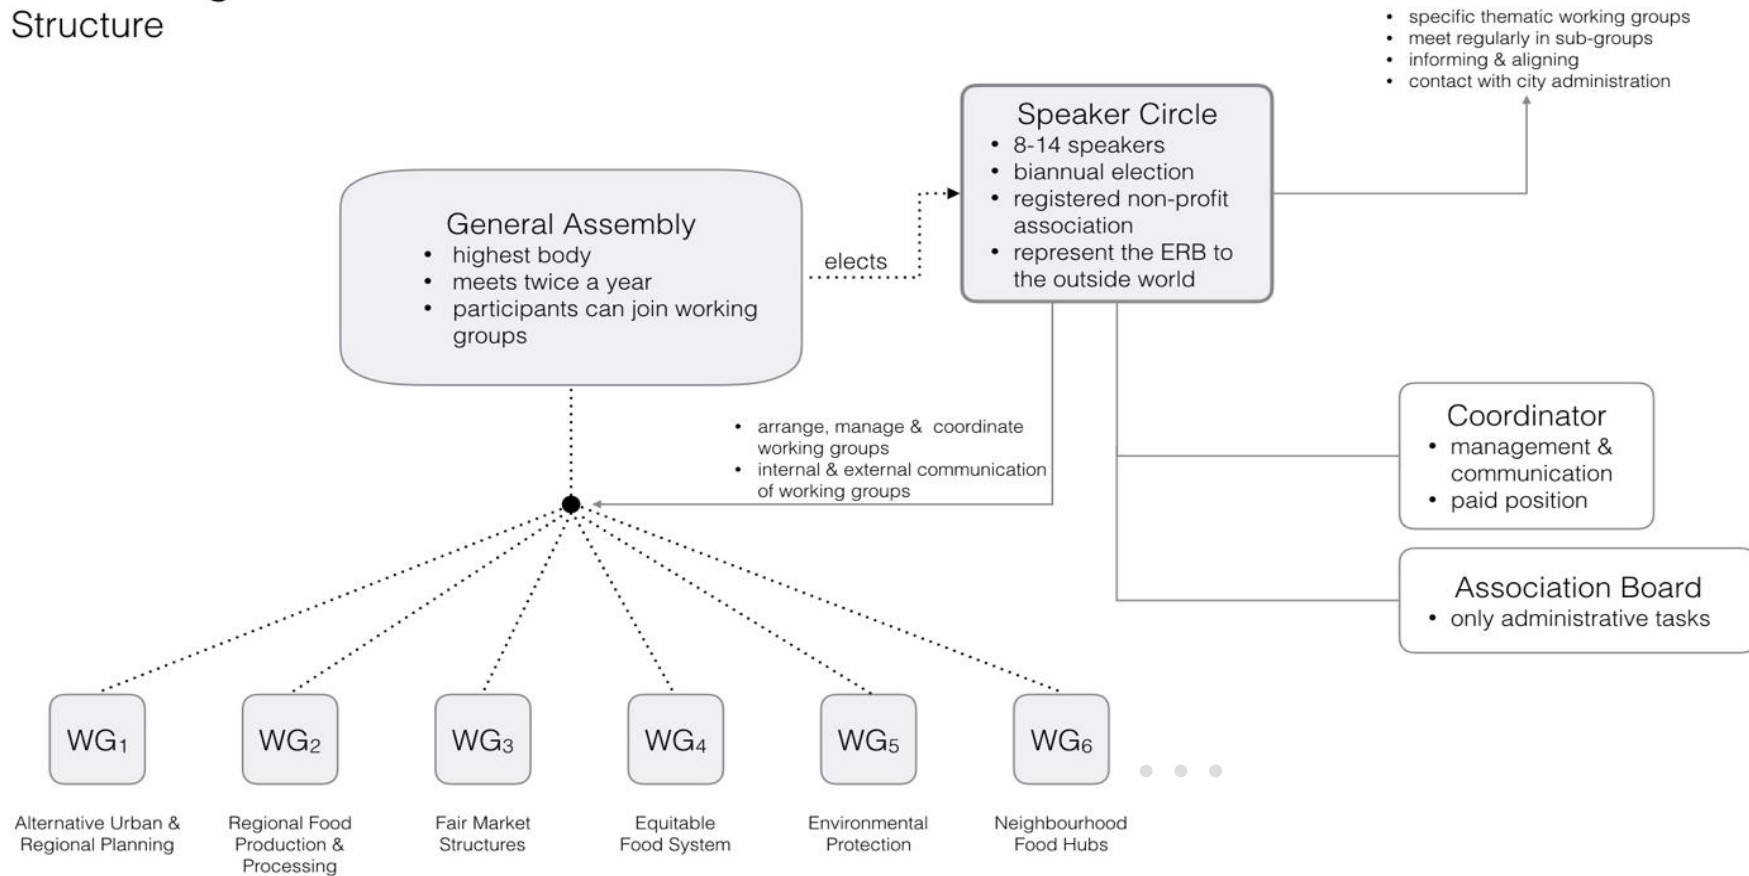 Structure
• specific thematic working groups
• meet regularly in sub-groups
• informing & aligning
• contact with city administration
Speaker Circle
• 8-14 speakers
• biannual election
• registered non-profit
association
• represent the ERB to
the outside world
General Assembly
• highest body
• meets twice a year
• participants can join working
groups
elects
• arrange, manage & coordinate
working groups
• internal & external communication
of working groups
Coordinator
• management &
communication
• paid position
Association Board
• only administrative tasks
WG₁
WG₂
WG₃
WG₄
WG₅
WG₆
Alternative Urban &
Regional Planning
Regional Food
Production &
Processing
Fair Market
Structures
Equitable
Food System
Environmental
Protection
Neighbourhood
Food Hubs